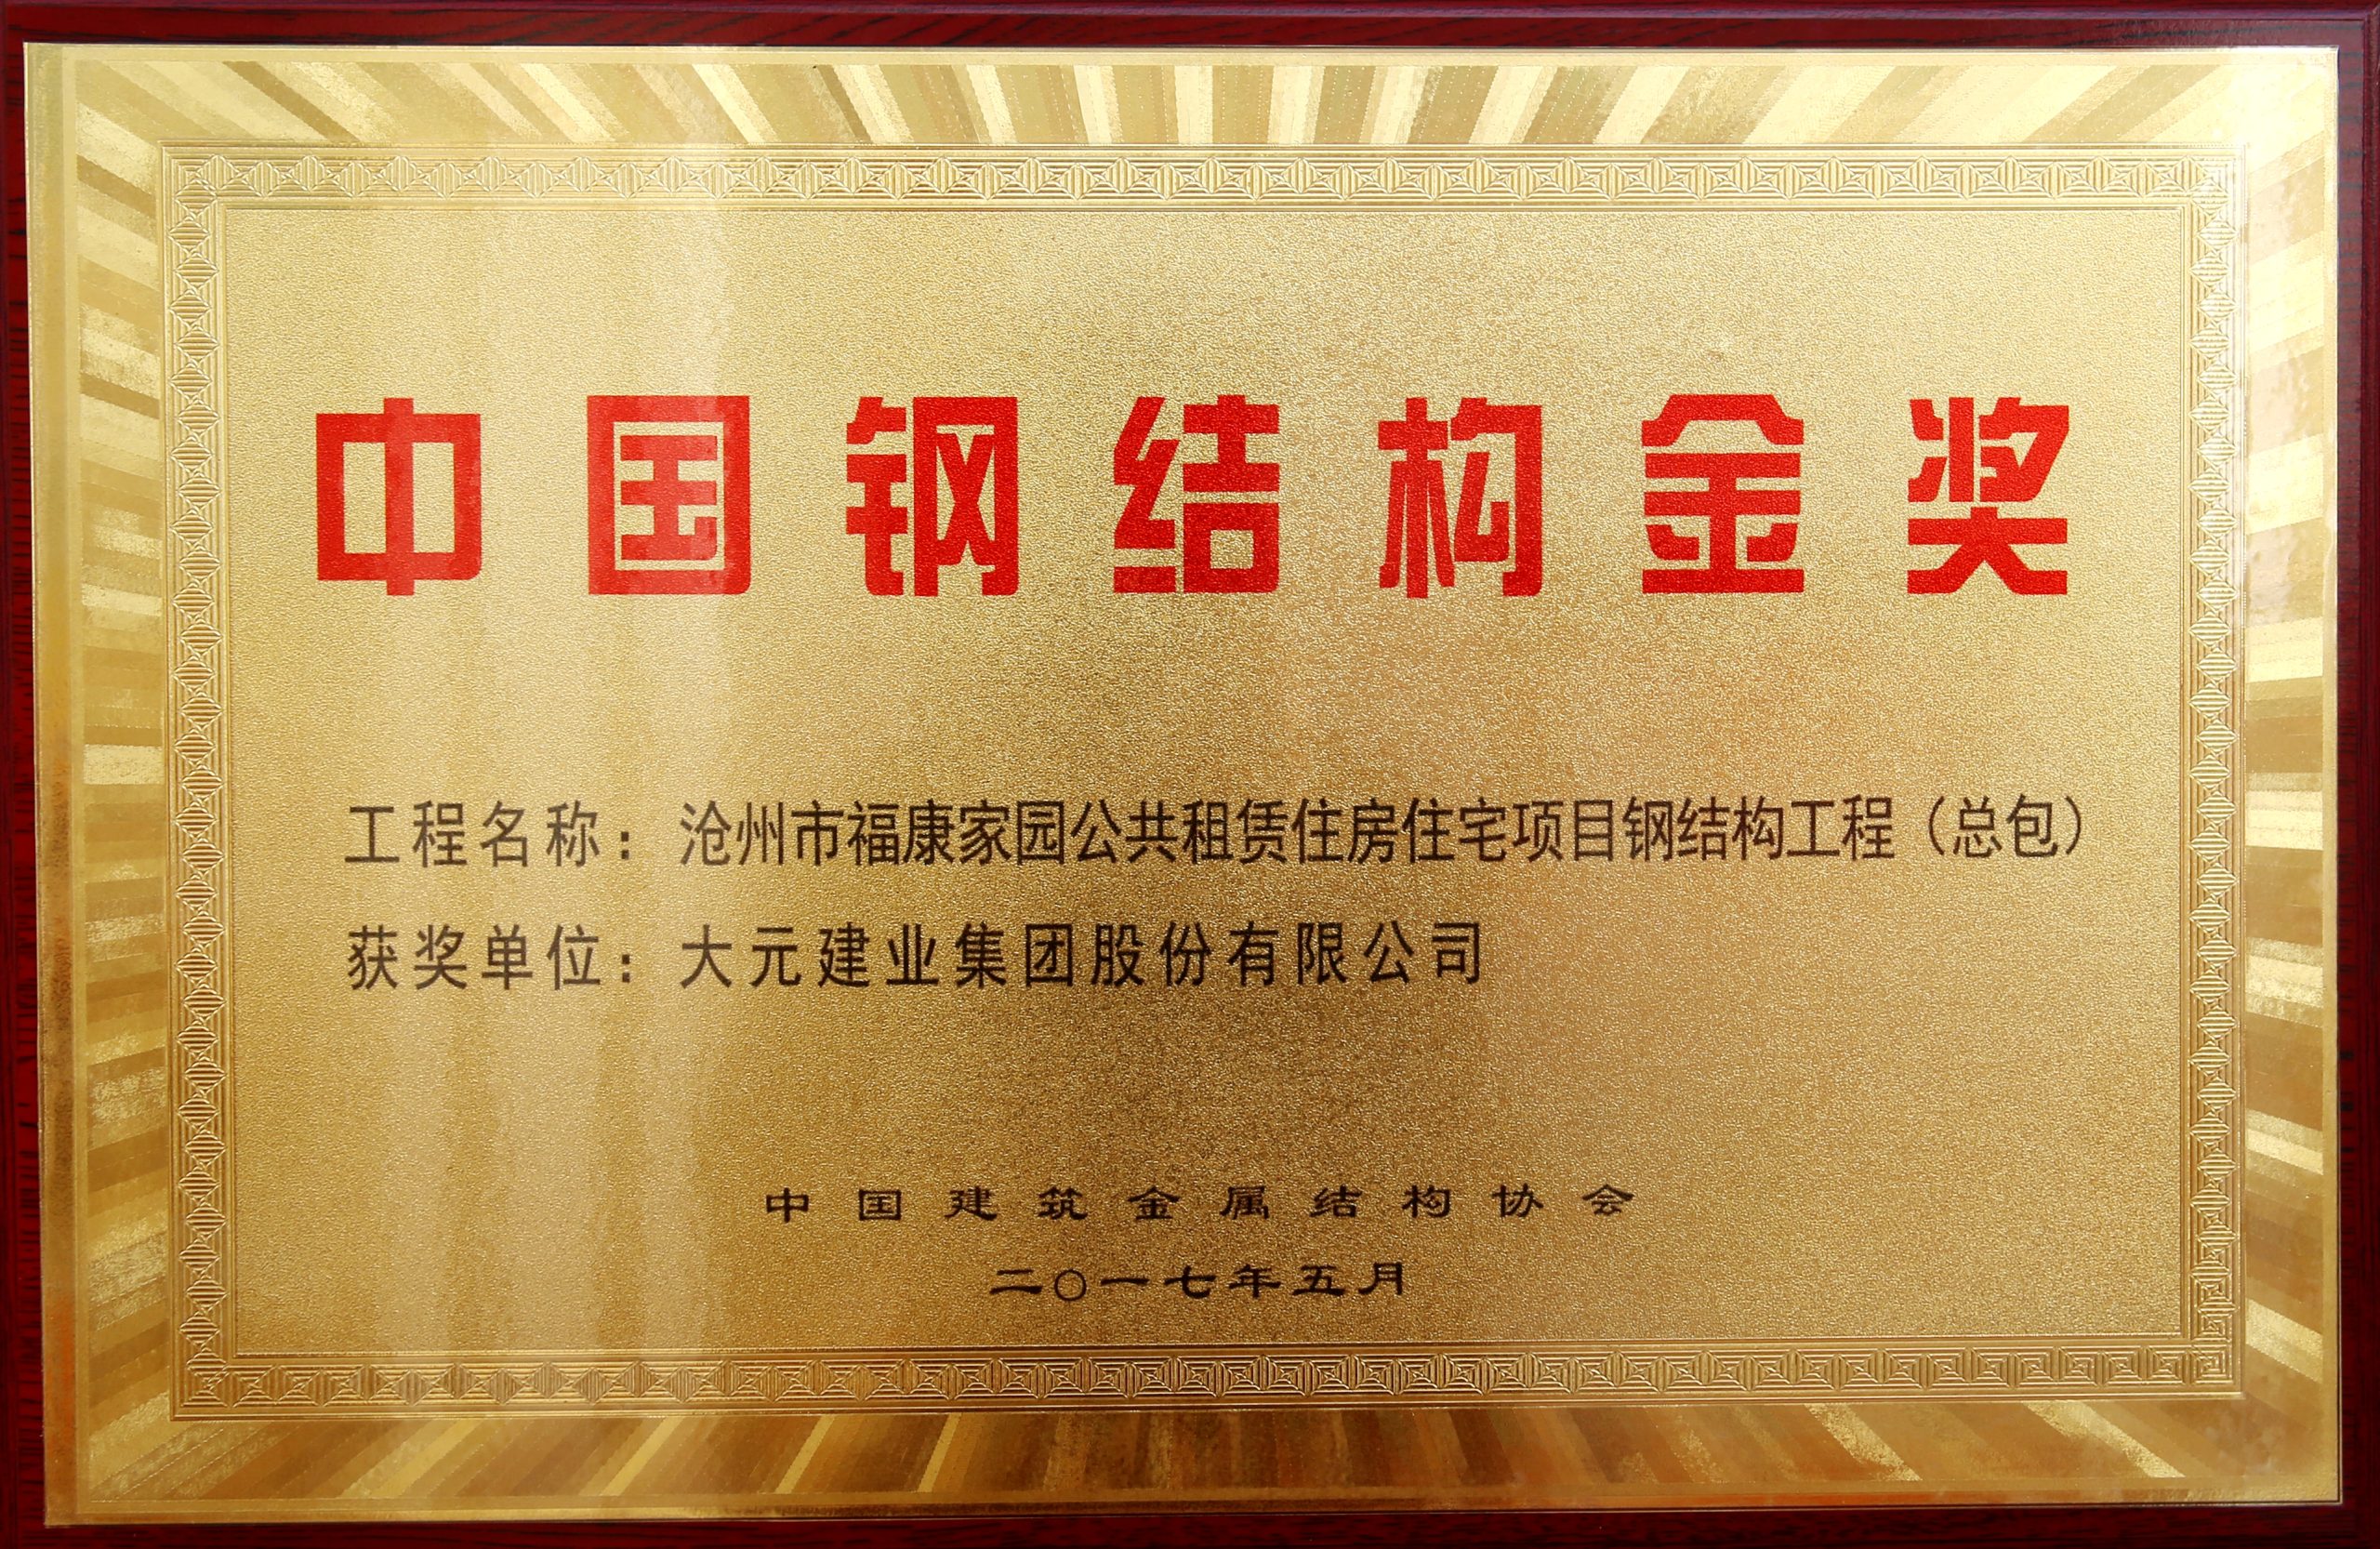 中国钢结构金奖
工程名称：沧州市福康家园公共租赁住房住宅项目钢结构工程（总包）
获奖单位：大元建业集团股份有限公司
中国建筑金属结构协会
二〇一七年五月